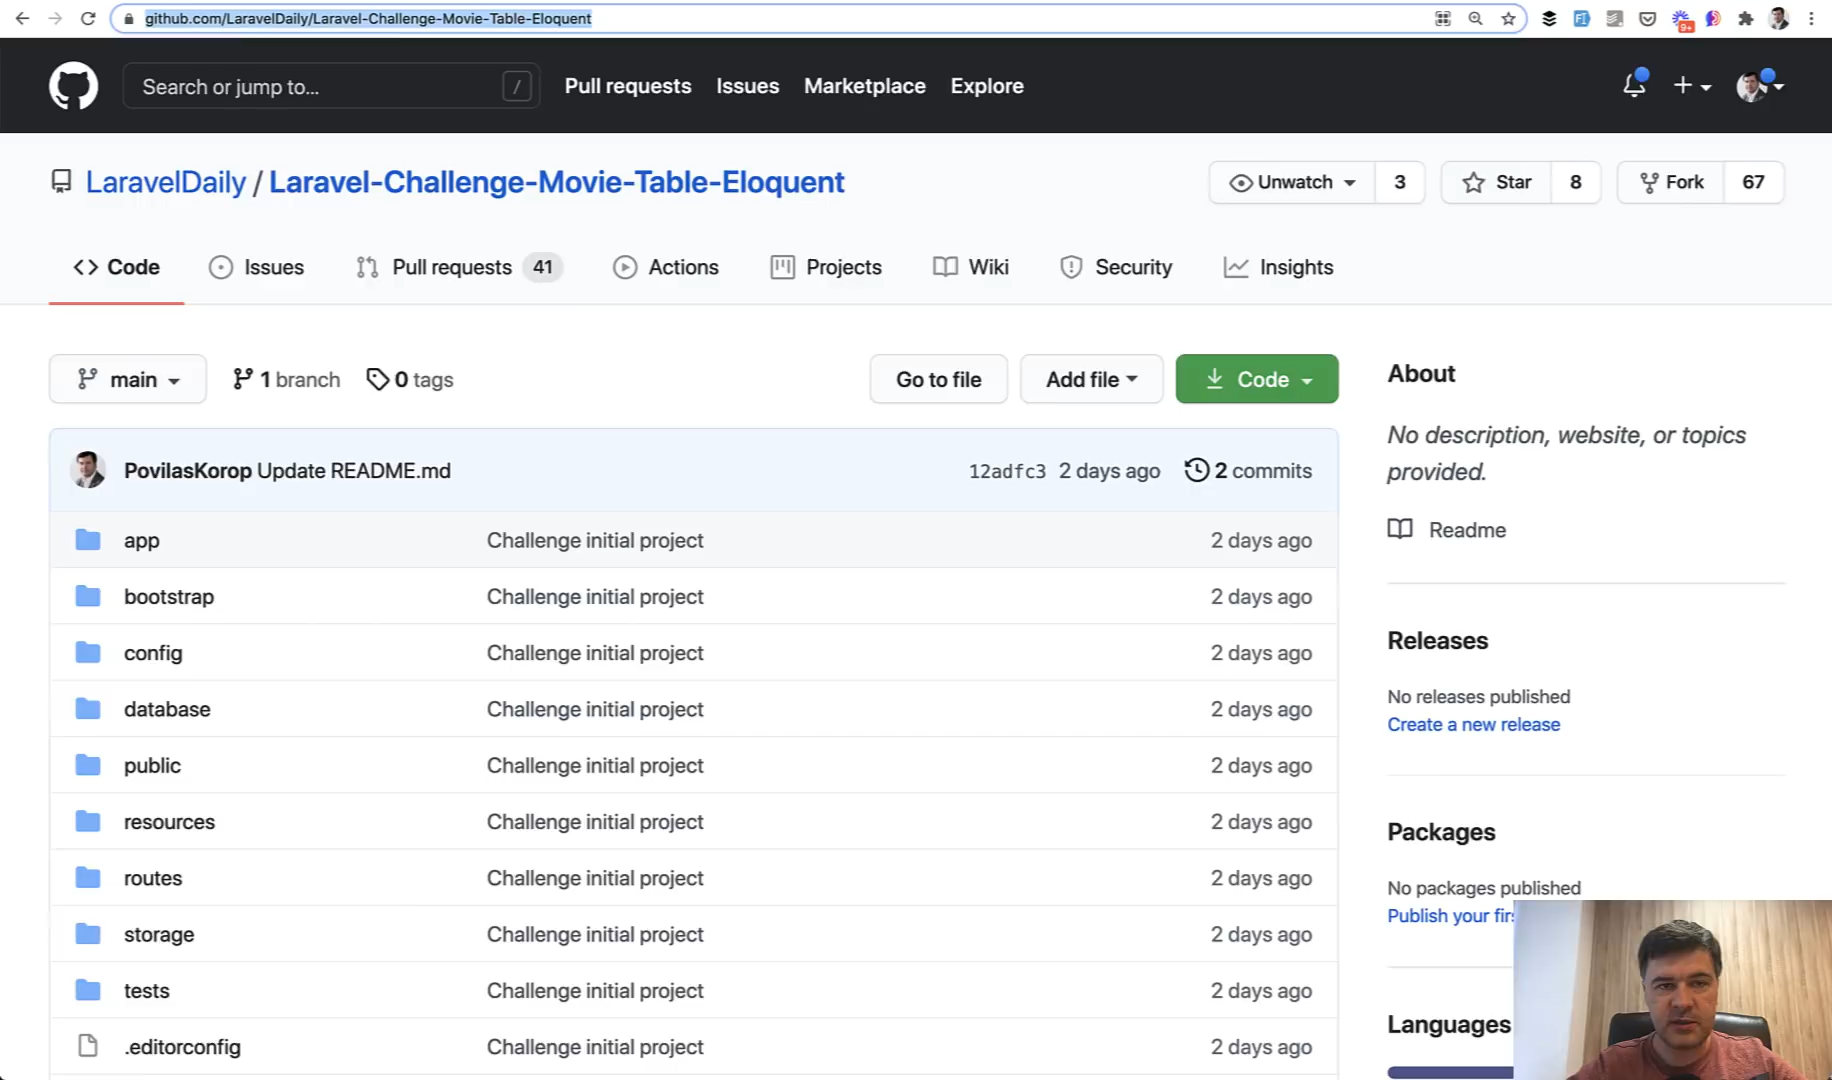 github.com/LaravelDaily/Laravel-Challenge-Movie-Table-Eloquent
9+
Search or jump to...
/
Pull requests
Issues
Marketplace
Explore
LaravelDaily / Laravel-Challenge-Movie-Table-Eloquent
Unwatch
3
Star
8
Fork
67
Code
Issues
Pull requests
41
Actions
Projects
Wiki
Security
Insights
main
1 branch
0 tags
Go to file
Add file
Code
PovilasKorop Update README.md
12adfc3
2 days ago
2 commits
app
Challenge initial project
2 days ago
bootstrap
Challenge initial project
2 days ago
config
Challenge initial project
2 days ago
database
Challenge initial project
2 days ago
public
Challenge initial project
2 days ago
resources
Challenge initial project
2 days ago
routes
Challenge initial project
2 days ago
storage
Challenge initial project
2 days ago
tests
Challenge initial project
2 days ago
.editorconfig
Challenge initial project
2 days ago
About
No description, website, or topics
provided.
Readme
Releases
No releases published
Create a new release
Packages
No packages published
Publish your
Languages